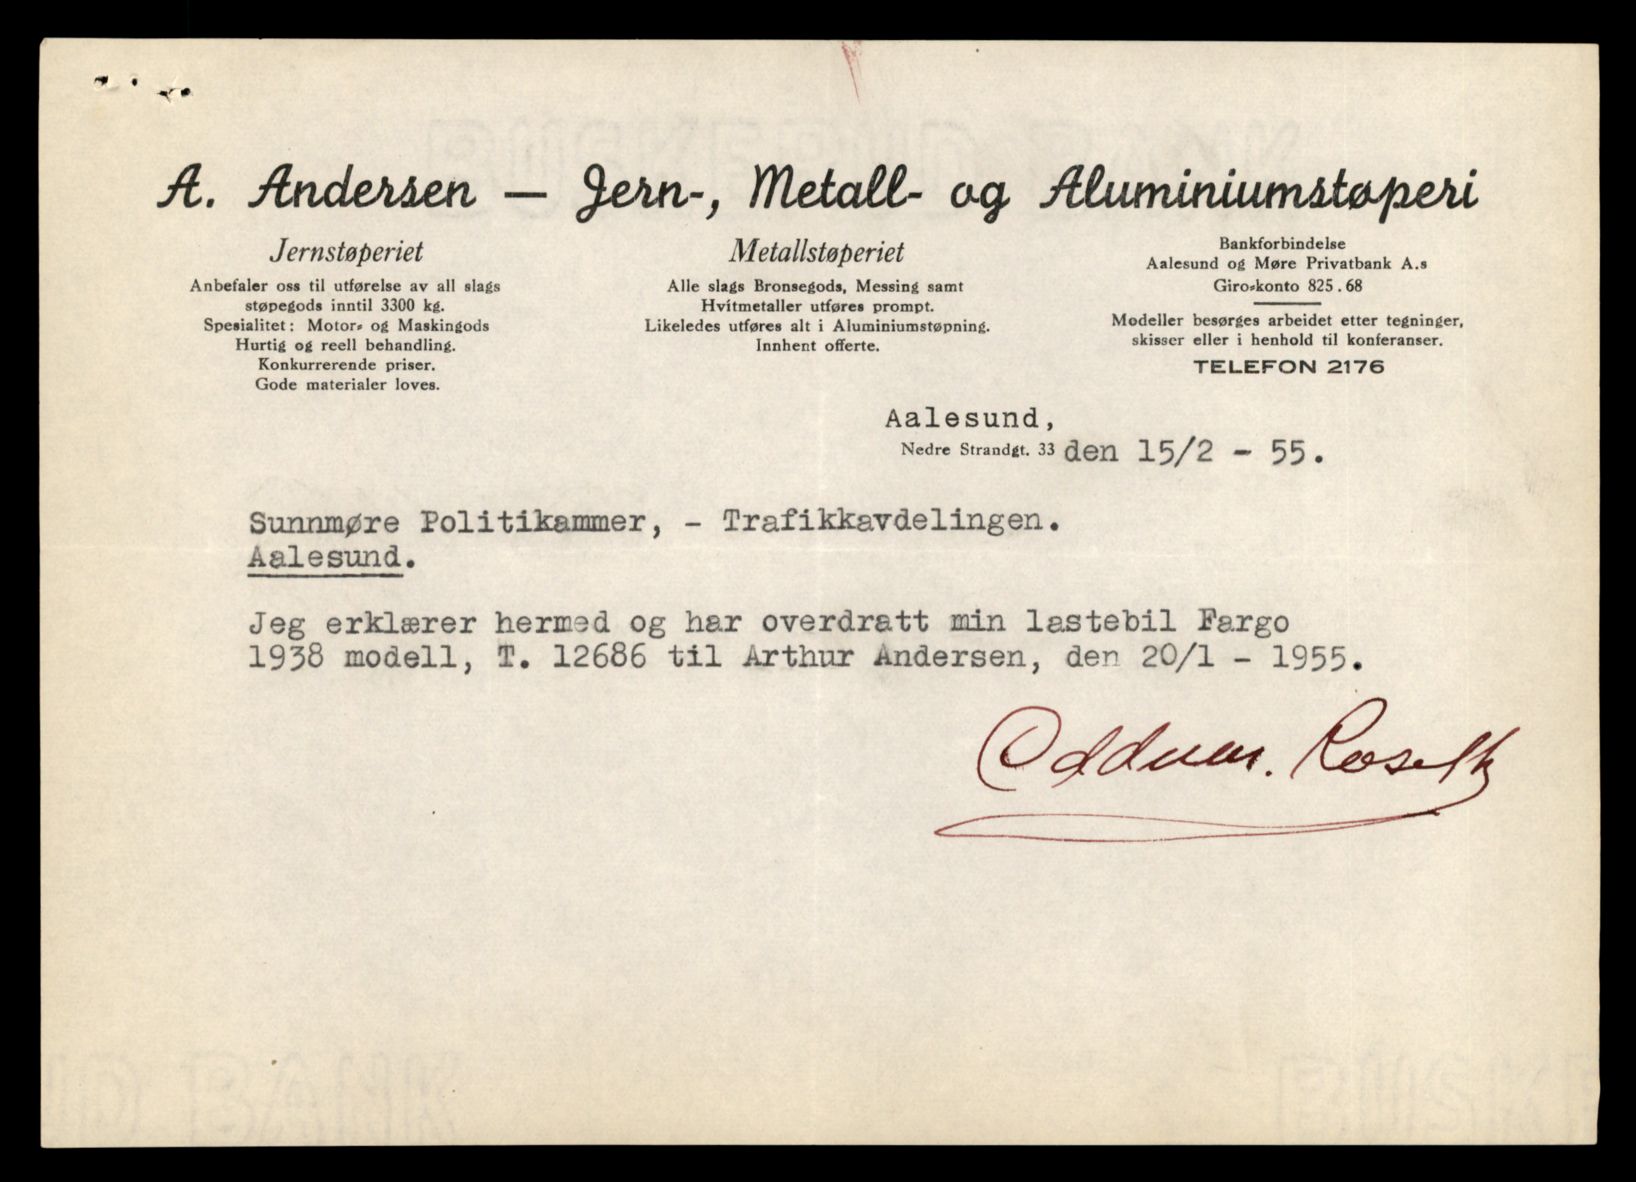 A. Andersen — Jern-, Metall- og Aluminiumstøperi
Jernstøperiet
Anbefaler oss til utførelse av all slags
støpegods inntil 3300 kg.
Spesialitet: Motor- og Maskingods
Hurtig og reell behandling.
Konkurrerende priser.
Gode materialer loves.
Metallstøperiet
Alle slags Bronsegods, Messing samt
Hvitmetaller utføres prompt.
Likeledes utføres alt i Aluminiumstøpning.
Innhent offerte.
Bankforbindelse
Aalesund og Møre Privatbank A.s
Giro-konto 825.68
Modeller besørges arbeidet etter tegninger,
skisser eller i henhold til konferanser.
TELEFON 2176
Aalesund,
Nedre Strandgt. 33 den 15/2 - 55.
Sunnmøre Politikammer, - Trafikkavdelingen.
Aalesund.
Jeg erklærer hermed og har overdratt min lastebil Fargo
1938 modell, T. 12686 til Arthur Andersen, den 20/1 - 1955.
Oddvar.